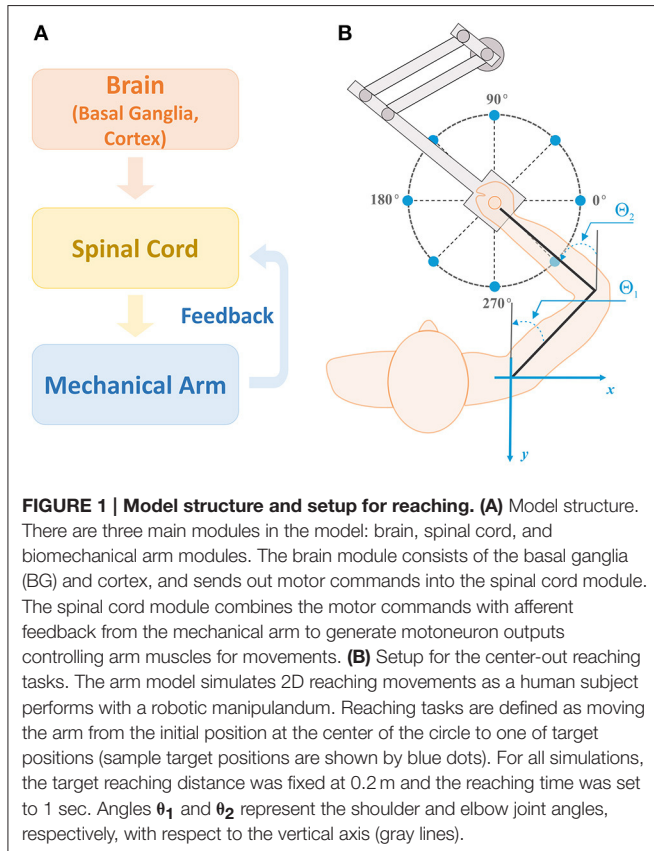 A
B
Brain
(Basal Ganglia,
Cortex)
Spinal Cord
Feedback
Mechanical Arm
90°
180°
0°
270°
Θ2
Θ1
x
y
FIGURE 1 | Model structure and setup for reaching. (A) Model structure.
There are three main modules in the model: brain, spinal cord, and
biomechanical arm modules. The brain module consists of the basal ganglia
(BG) and cortex, and sends out motor commands into the spinal cord module.
The spinal cord module combines the motor commands with afferent
feedback from the mechanical arm to generate motoneuron outputs
controlling arm muscles for movements. (B) Setup for the center-out reaching
tasks. The arm model simulates 2D reaching movements as a human subject
performs with a robotic manipulandum. Reaching tasks are defined as moving
the arm from the initial position at the center of the circle to one of target
positions (sample target positions are shown by blue dots). For all simulations,
the target reaching distance was fixed at 0.2 m and the reaching time was set
to 1 sec. Angles θ1 and θ2 represent the shoulder and elbow joint angles,
respectively, with respect to the vertical axis (gray lines).